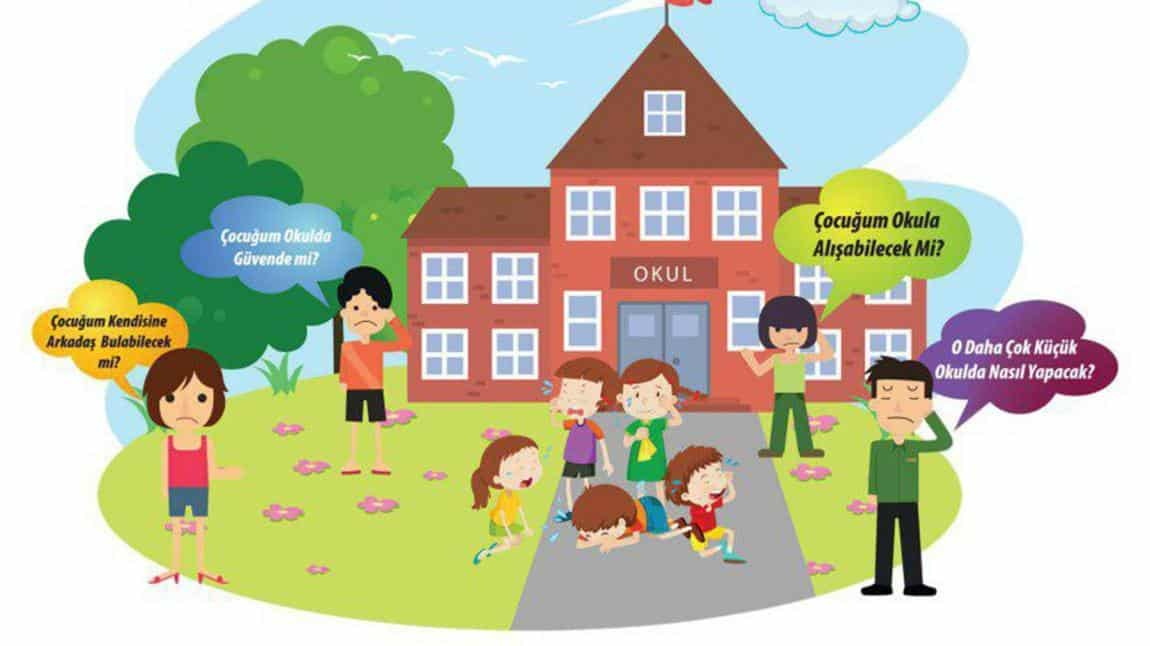 Çocuğum Okulda
Güvende mi?
Çocuğum Kendisine
Arkadaş Bulabilecek
mi?
OKUL
Çocuğum Okula
Alışabilecek Mi?
O Daha Çok Küçük
Okulda Nasıl Yapacak?